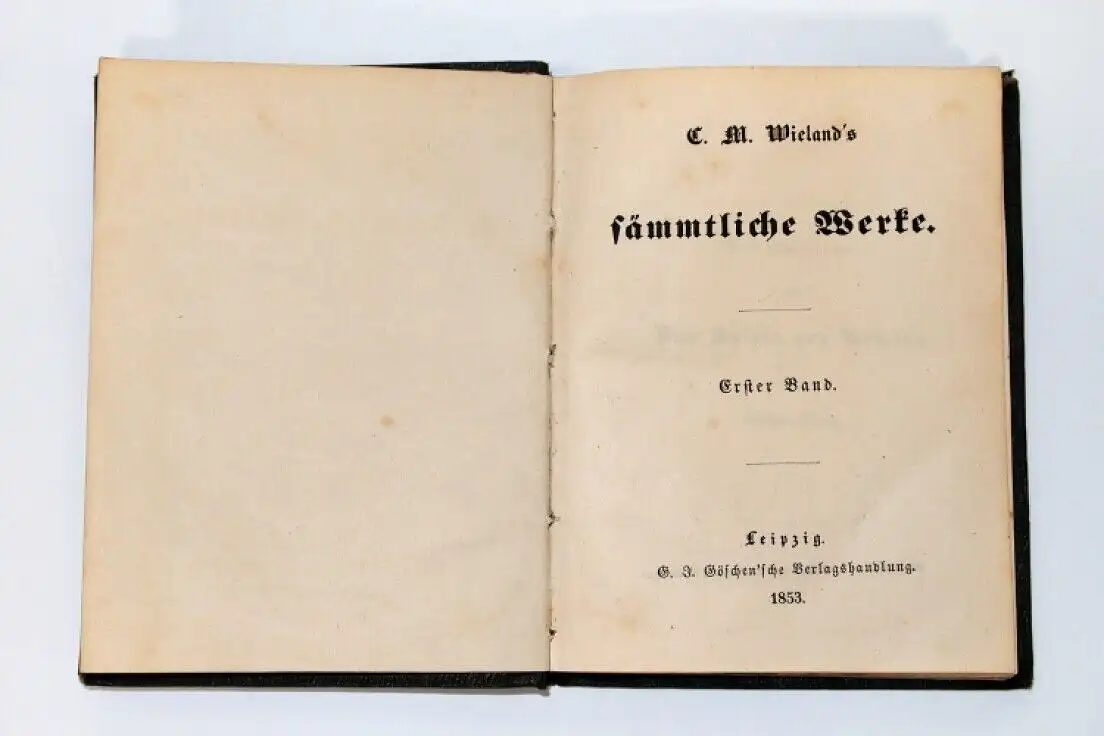 C. M. Wieland's
sämmtliche Werke.
Erster Band.
Leipzig.
G. J. Göschen'sche Verlagshandlung.
1853.